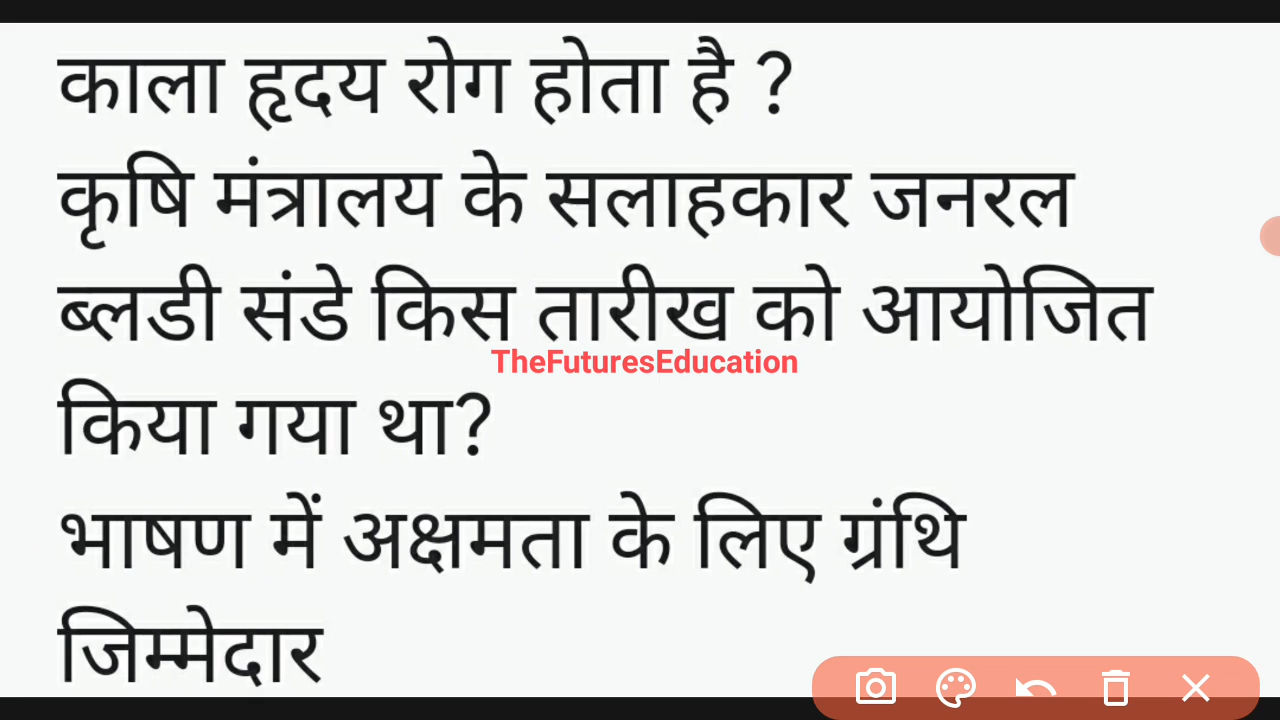 काला हृदय रोग होता है ?
कृषि मंत्रालय के सलाहकार जनरल
ब्लडी संडे किस तारीख को आयोजित
TheFuturesEducation
किया गया था?
भाषण में अक्षमता के लिए ग्रंथि
जिम्मेदार